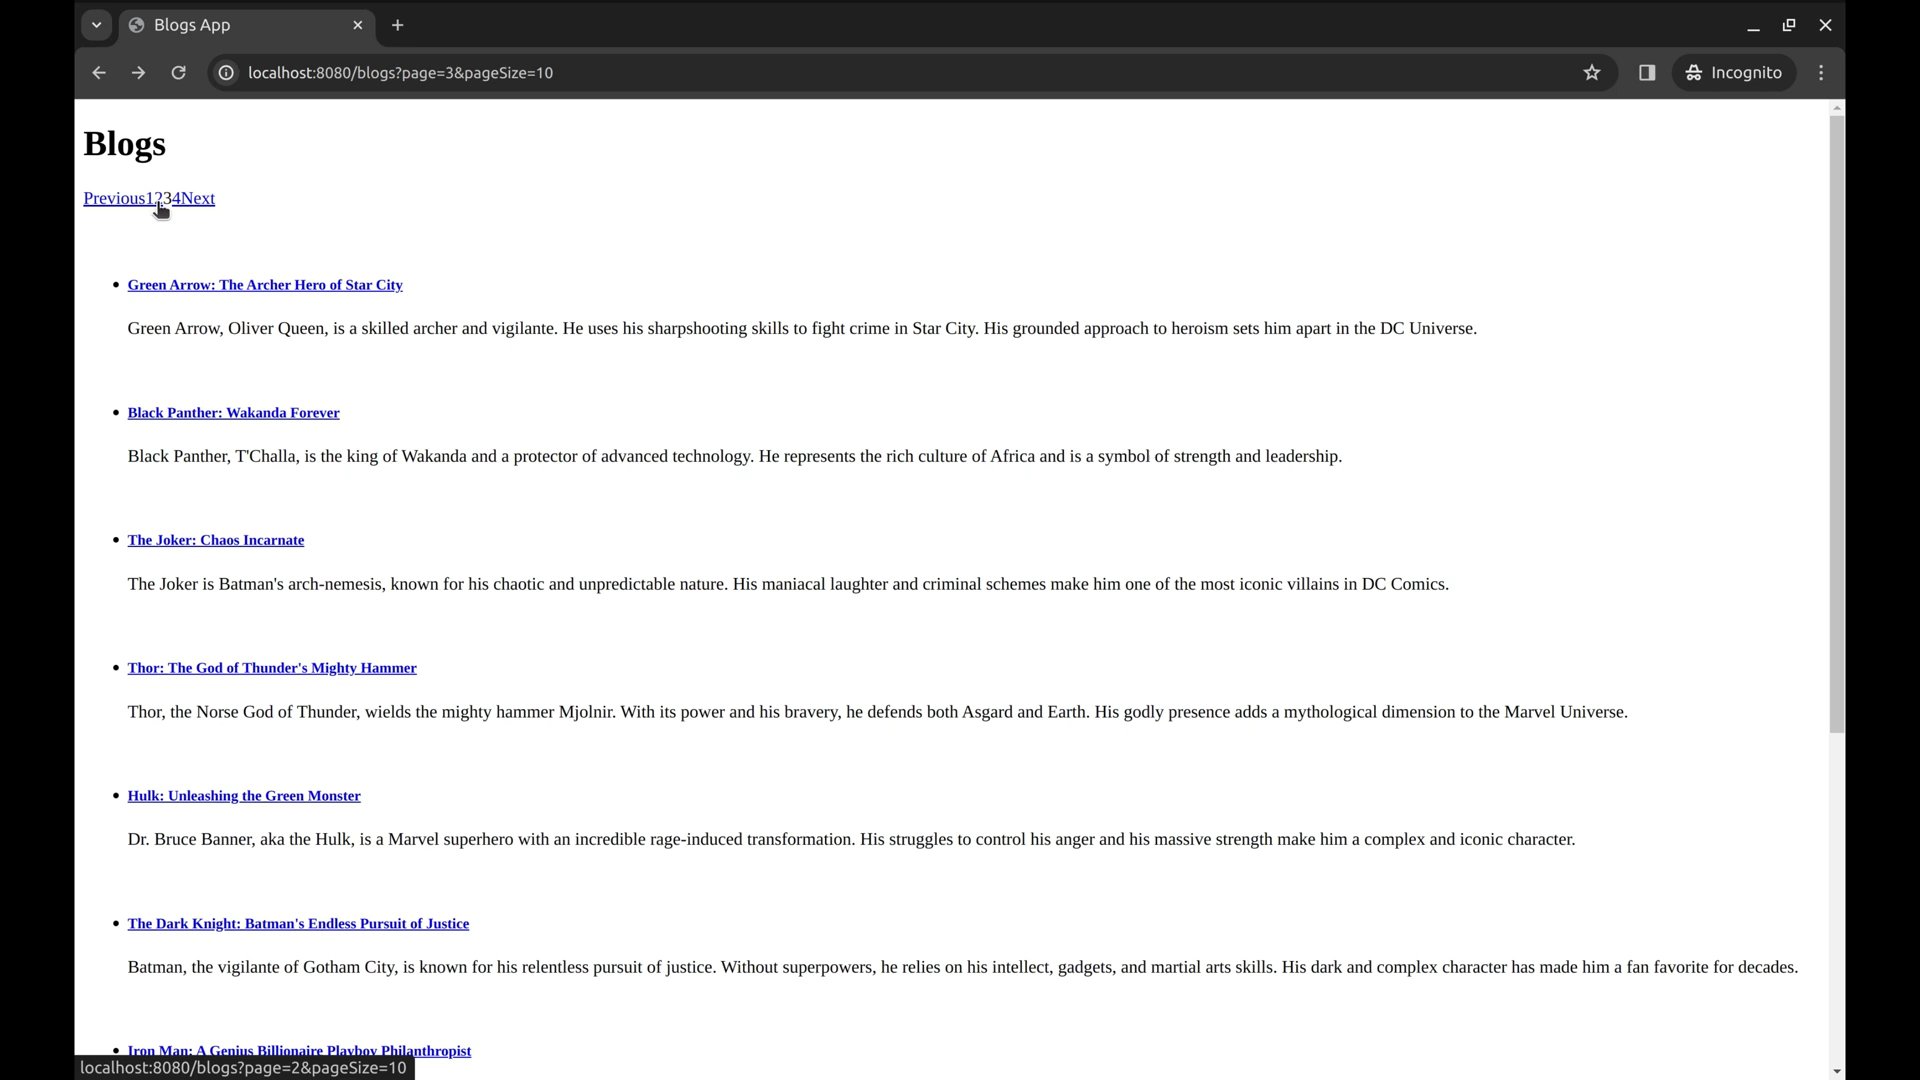 Blogs App
localhost:8080/blogs?page=3&pageSize=10
Incognito
Blogs
Previous1234Next
Green Arrow: The Archer Hero of Star City
Green Arrow, Oliver Queen, is a skilled archer and vigilante. He uses his sharpshooting skills to fight crime in Star City. His grounded approach to heroism sets him apart in the DC Universe.
Black Panther: Wakanda Forever
Black Panther, T'Challa, is the king of Wakanda and a protector of advanced technology. He represents the rich culture of Africa and is a symbol of strength and leadership.
The Joker: Chaos Incarnate
The Joker is Batman's arch-nemesis, known for his chaotic and unpredictable nature. His maniacal laughter and criminal schemes make him one of the most iconic villains in DC Comics.
Thor: The God of Thunder's Mighty Hammer
Thor, the Norse God of Thunder, wields the mighty hammer Mjolnir. With its power and his bravery, he defends both Asgard and Earth. His godly presence adds a mythological dimension to the Marvel Universe.
Hulk: Unleashing the Green Monster
Dr. Bruce Banner, aka the Hulk, is a Marvel superhero with an incredible rage-induced transformation. His struggles to control his anger and his massive strength make him a complex and iconic character.
The Dark Knight: Batman's Endless Pursuit of Justice
Batman, the vigilante of Gotham City, is known for his relentless pursuit of justice. Without superpowers, he relies on his intellect, gadgets, and martial arts skills. His dark and complex character has made him a fan favorite for decades.
Iron Man: A Genius Billionaire Playboy Philanthropist
localhost:8080/blogs?page=2&pageSize=10